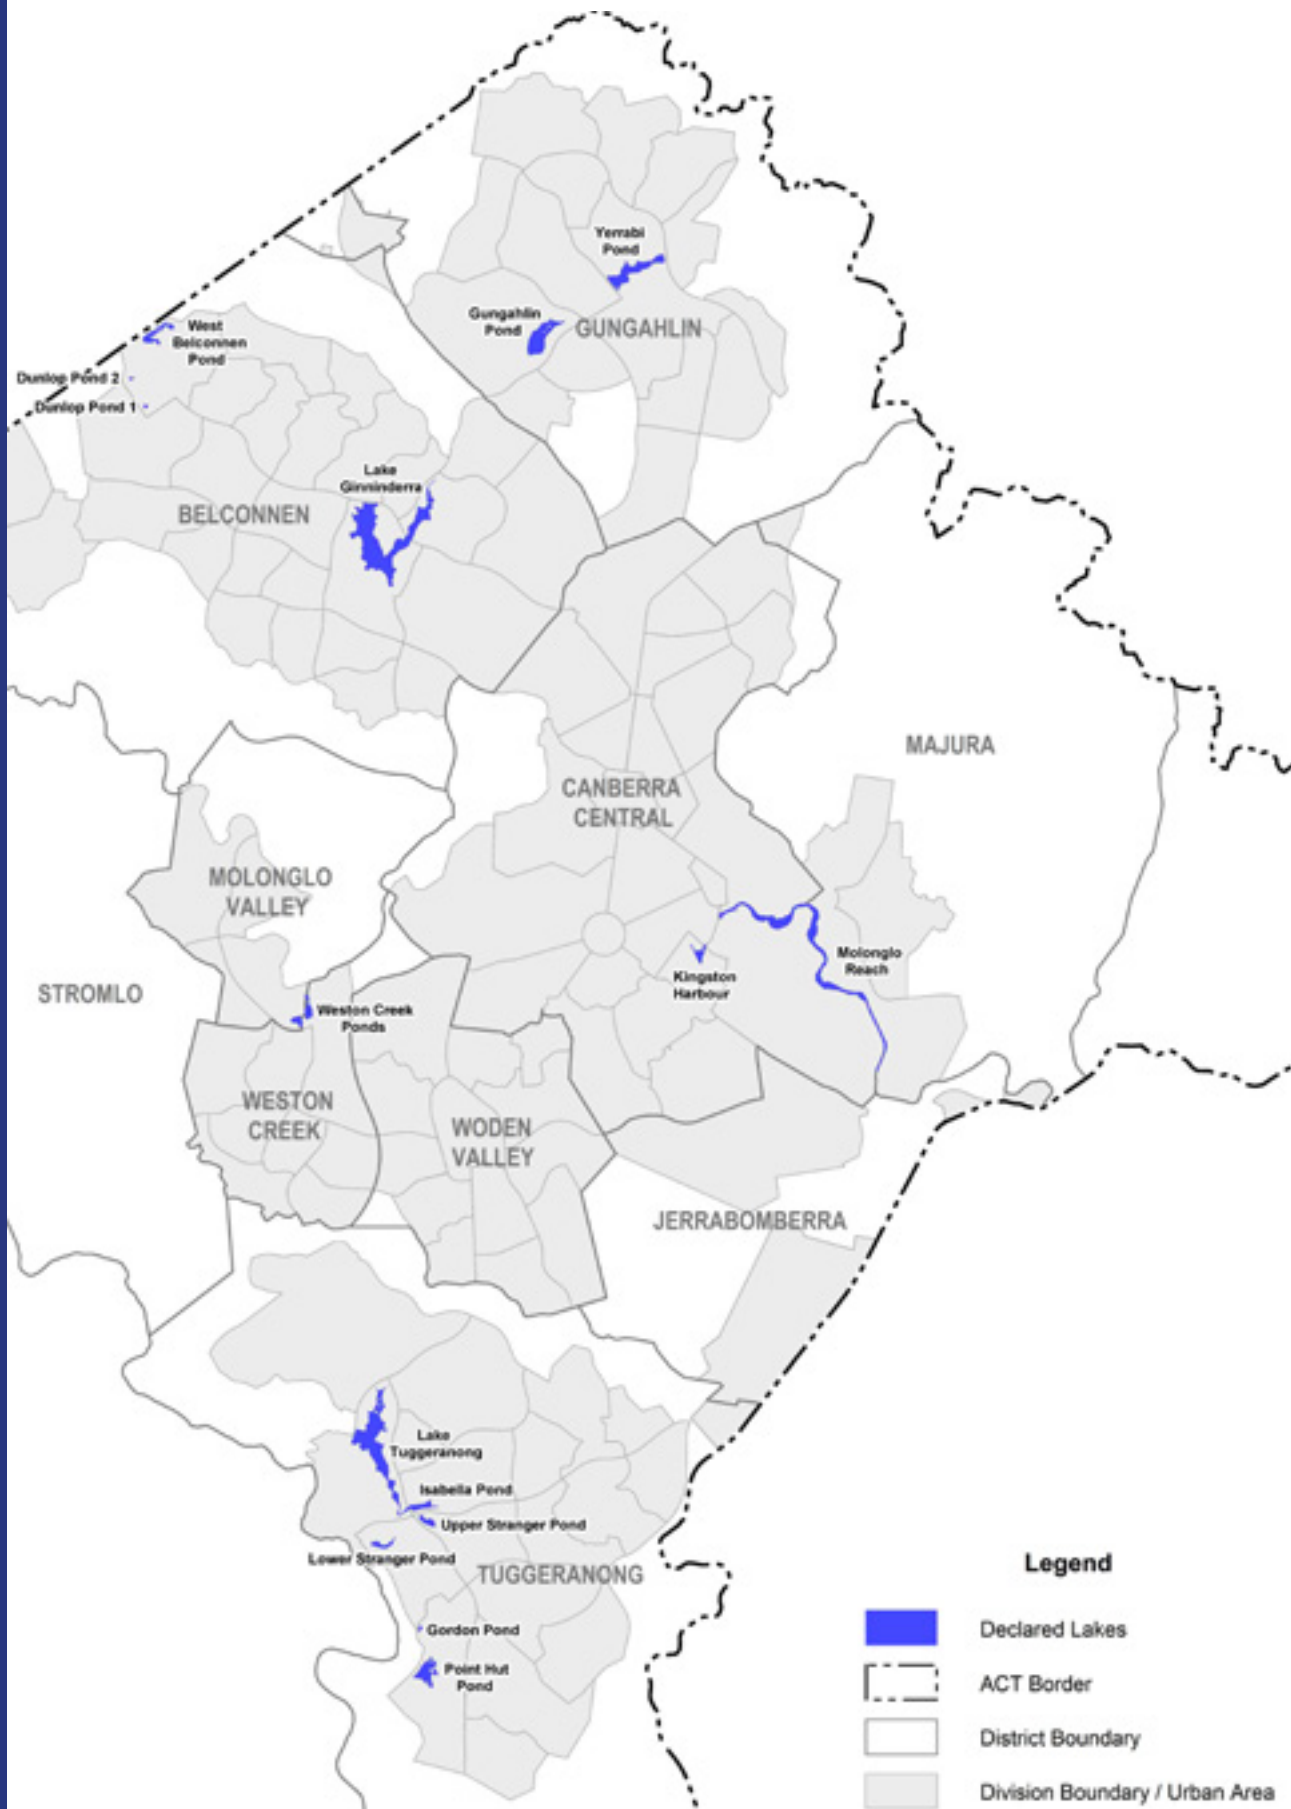 Yerrabi
Pond
Gungahlin
Pond
GUNGAHLIN
West
Belconnen
Pond
Dunlop Pond 2
Dunlop Pond 1
Lake
Ginninderra
BELCONNEN
MAJURA
CANBERRA
CENTRAL
MOLONGLO
VALLEY
Molonglo
Reach
Kingston
Harbour
STROMLO
Weston Creek
Ponds
WESTON
CREEK
WODEN
VALLEY
JERRABOMBERRA
Lake
Tuggeranong
Isabella Pond
Upper Stranger Pond
Lower Stranger Pond
TUGGERANONG
Gordon Pond
Point Hut
Pond
Legend
Declared Lakes
ACT Border
District Boundary
Division Boundary / Urban Area